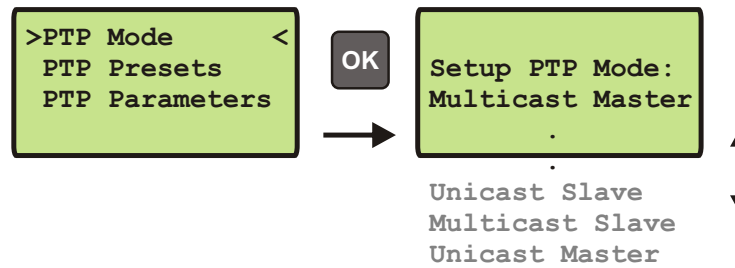 >PTP Mode <
PTP Presets
PTP Parameters
OK
Setup PTP Mode:
Multicast Master
.
.
Unicast Slave
Multicast Slave
Unicast Master